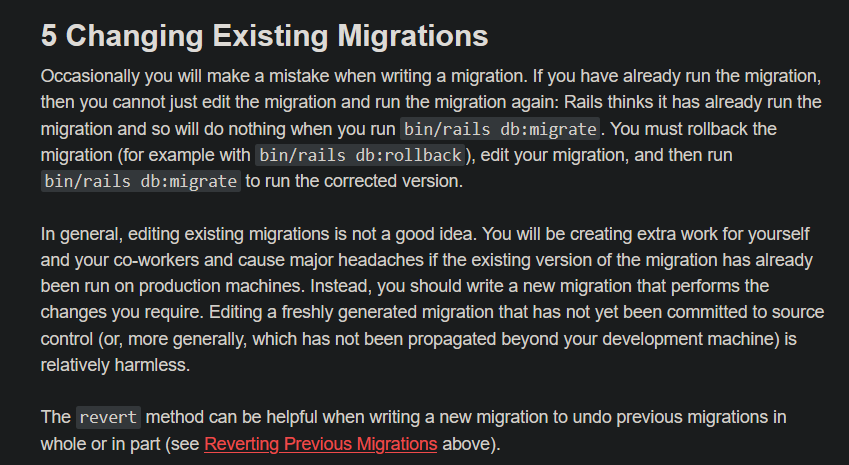 5 Changing Existing Migrations
Occasionally you will make a mistake when writing a migration. If you have already run the migration,
then you cannot just edit the migration and run the migration again: Rails thinks it has already run the
migration and so will do nothing when you run bin/rails db:migrate. You must rollback the
migration (for example with bin/rails db:rollback), edit your migration, and then run
bin/rails db:migrate to run the corrected version.
In general, editing existing migrations is not a good idea. You will be creating extra work for yourself
and your co-workers and cause major headaches if the existing version of the migration has already
been run on production machines. Instead, you should write a new migration that performs the
changes you require. Editing a freshly generated migration that has not yet been committed to source
control (or, more generally, which has not been propagated beyond your development machine) is
relatively harmless.
The revert method can be helpful when writing a new migration to undo previous migrations in
whole or in part (see Reverting Previous Migrations above).